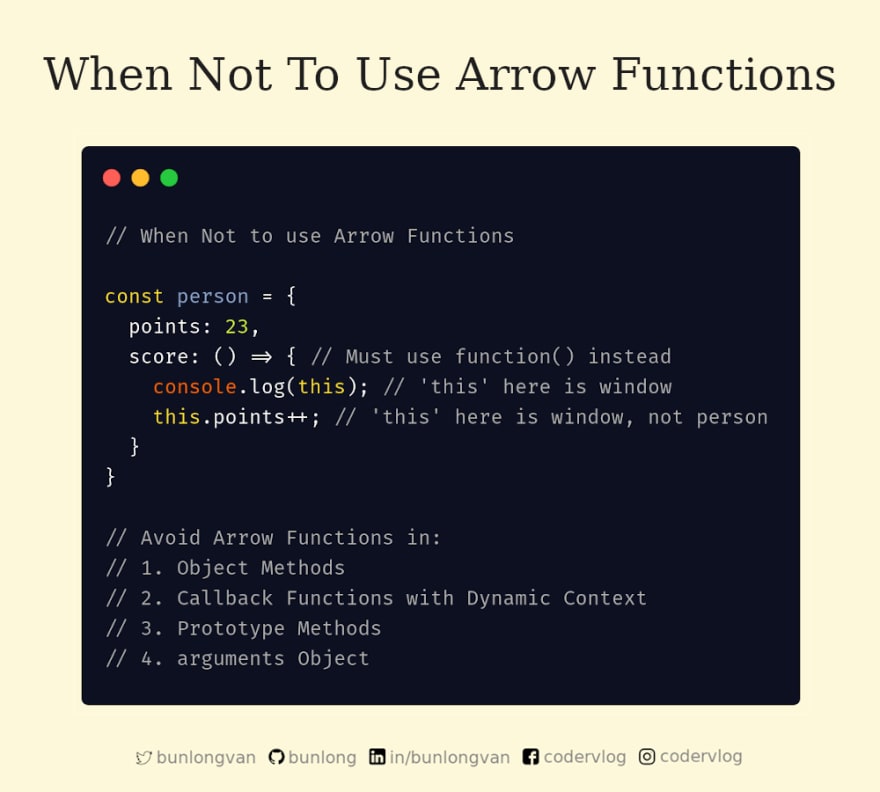 When Not To Use Arrow Functions
// When Not to use Arrow Functions
const person = {
  points: 23,
  score: () => { // Must use function() instead
    console.log(this); // 'this' here is window
    this.points++; // 'this' here is window, not person
  }
}
// Avoid Arrow Functions in:
// 1. Object Methods
// 2. Callback Functions with Dynamic Context
// 3. Prototype Methods
// 4. arguments Object
bunlongvan bunlong in/bunlongvan codervlog codervlog